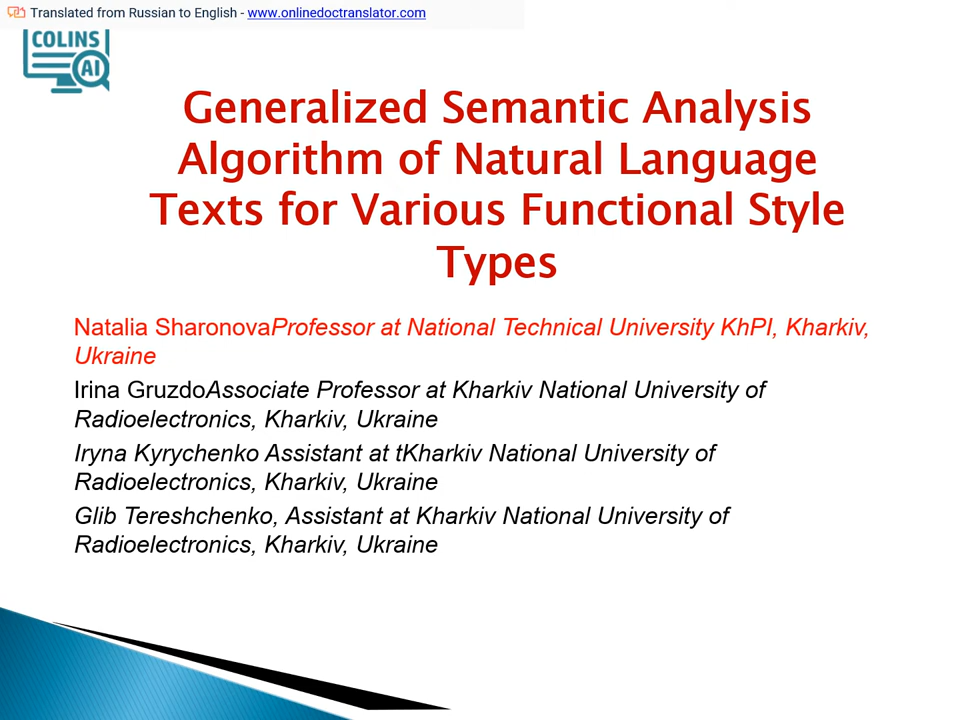 Translated from Russian to English - www.onlinedoctranslator.com
COLINS
AI
Generalized Semantic Analysis
Algorithm of Natural Language
Texts for Various Functional Style
Types
Natalia SharonovaProfessor at National Technical University KhPI, Kharkiv,
Ukraine
Irina GruzdoAssociate Professor at Kharkiv National University of
Radioelectronics, Kharkiv, Ukraine
Iryna Kyrychenko Assistant at tKharkiv National University of
Radioelectronics, Kharkiv, Ukraine
Glib Tereshchenko, Assistant at Kharkiv National University of
Radioelectronics, Kharkiv, Ukraine